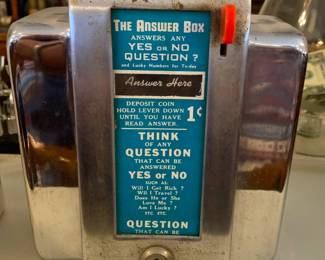 THE ANSWER BOX
ANSWERS ANY
YES OR NO
QUESTION ?
and Lucky Numbers for To-day
Answer Here
DEPOSIT COIN
HOLD LEVER DOWN
UNTIL YOU HAVE
READ ANSWER.
1¢
THINK
OF ANY
QUESTION
THAT CAN BE
ANSWERED
YES OR NO
SUCH AS:
Will I Get Rich ?
Will I Travel ?
Does He or She
Love Me ?
Am I Lucky ?
ETC. ETC.
QUESTION
THAT CAN BE